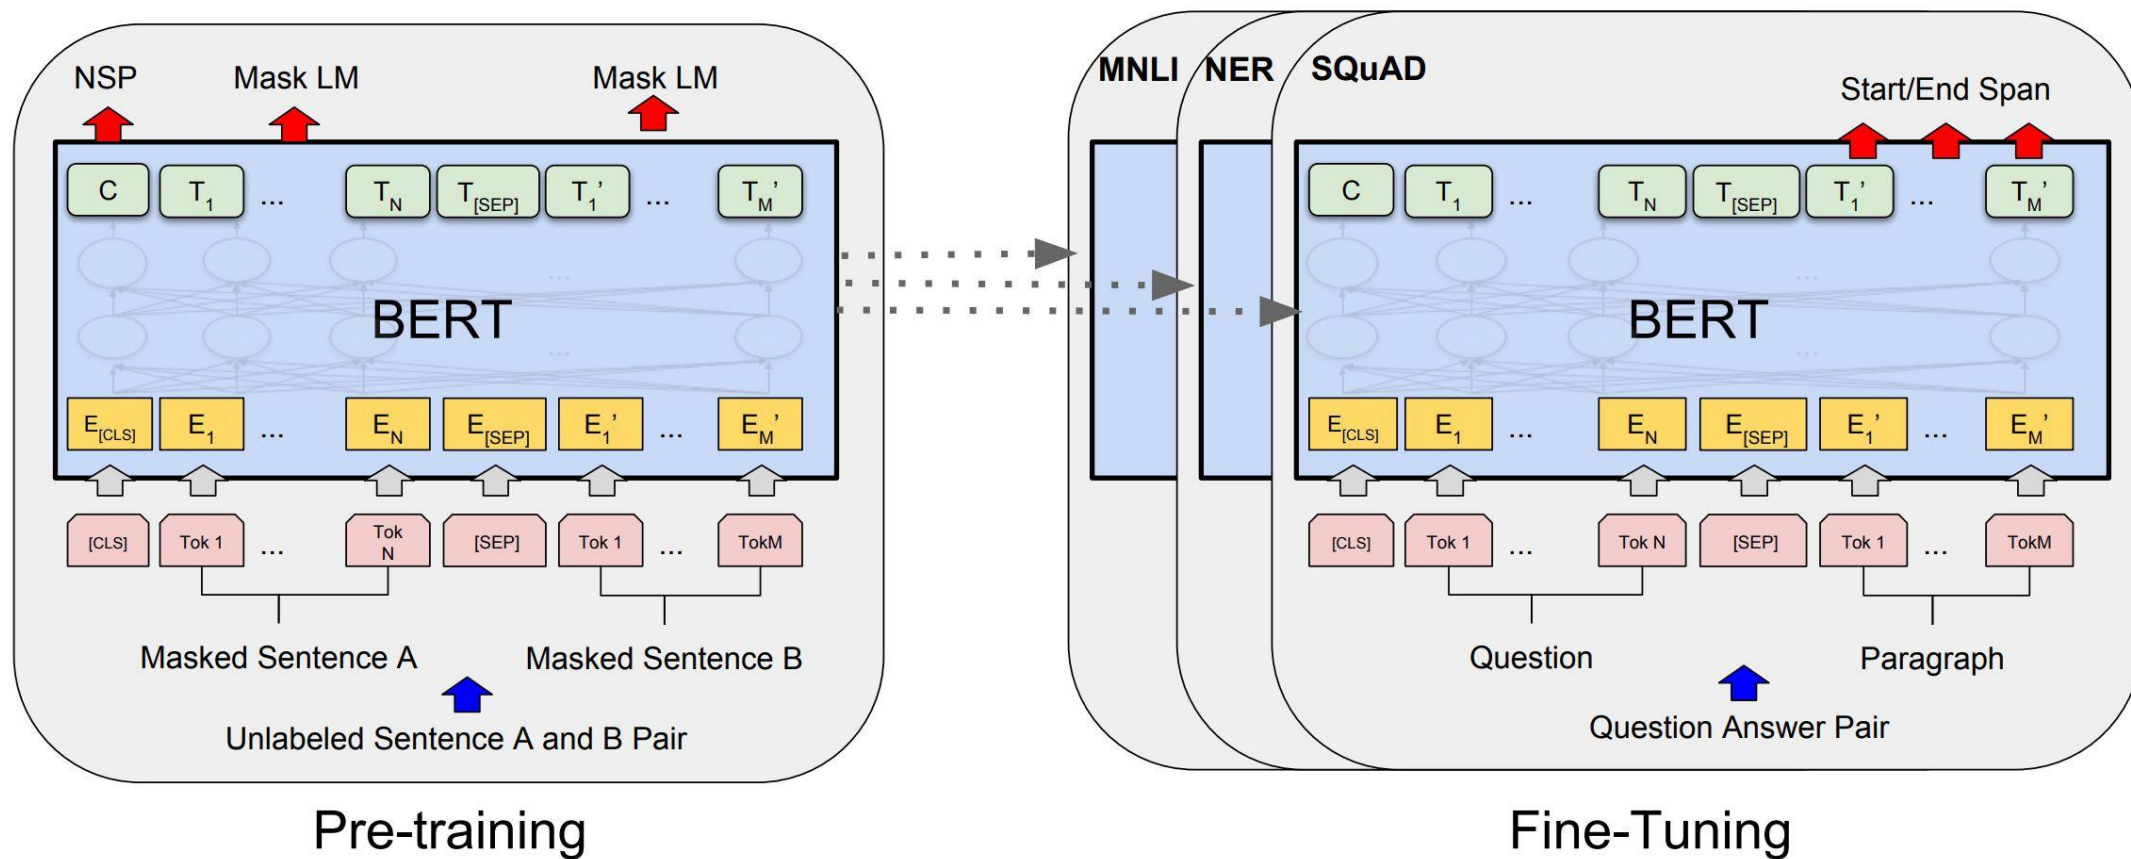 NSP Mask LM Mask LM
C T1 ... TN T[SEP] T1' ... TM'
...
BERT
...
E[CLS] E1 ... EN E[SEP] E1' ... EM'
[CLS] Tok 1 ... Tok N [SEP] Tok 1 ... TokM
Masked Sentence A Masked Sentence B
Unlabeled Sentence A and B Pair
Pre-training
MNLI NER SQuAD
Start/End Span
C T1 ... TN T[SEP] T1' ... TM'
...
BERT
...
E[CLS] E1 ... EN E[SEP] E1' ... EM'
[CLS] Tok 1 ... Tok N [SEP] Tok 1 ... TokM
Question Paragraph
Question Answer Pair
Fine-Tuning